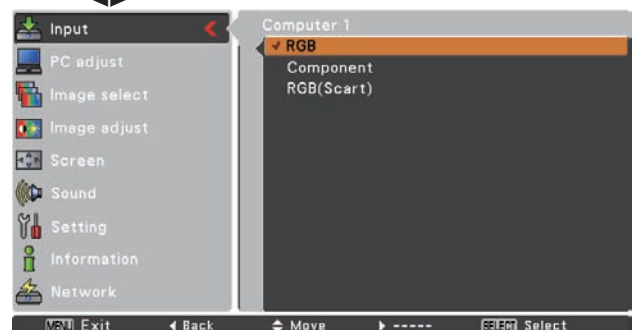 Input
PC adjust
Image select
Image adjust
Screen
Sound
Setting
Information
Network
Computer 1
RGB
Component
RGB(Scart)
MENU Exit Back Move ----- SELECT Select